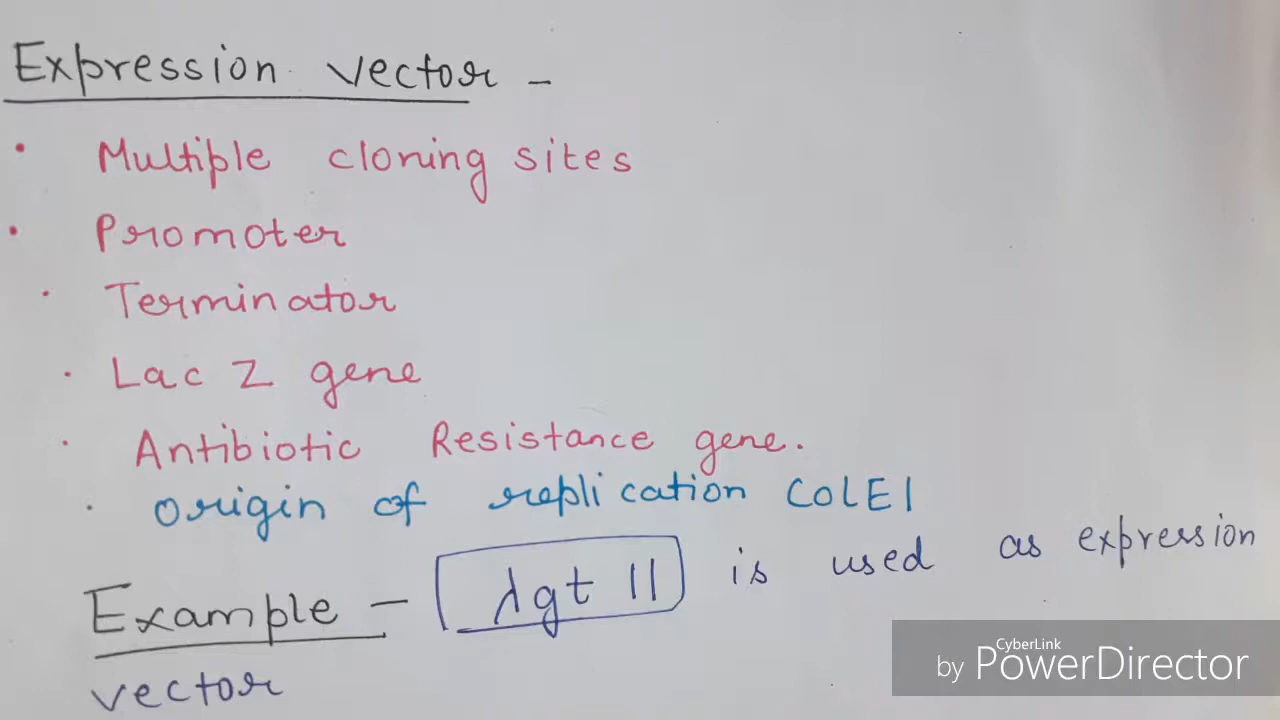 Expression vector -
• Multiple cloning sites
• Promoter
• Terminator
• Lac Z gene
• Antibiotic Resistance gene.
• origin of replication ColE1
Example - λgt 11 is used as expression
vector
CyberLink
by PowerDirector